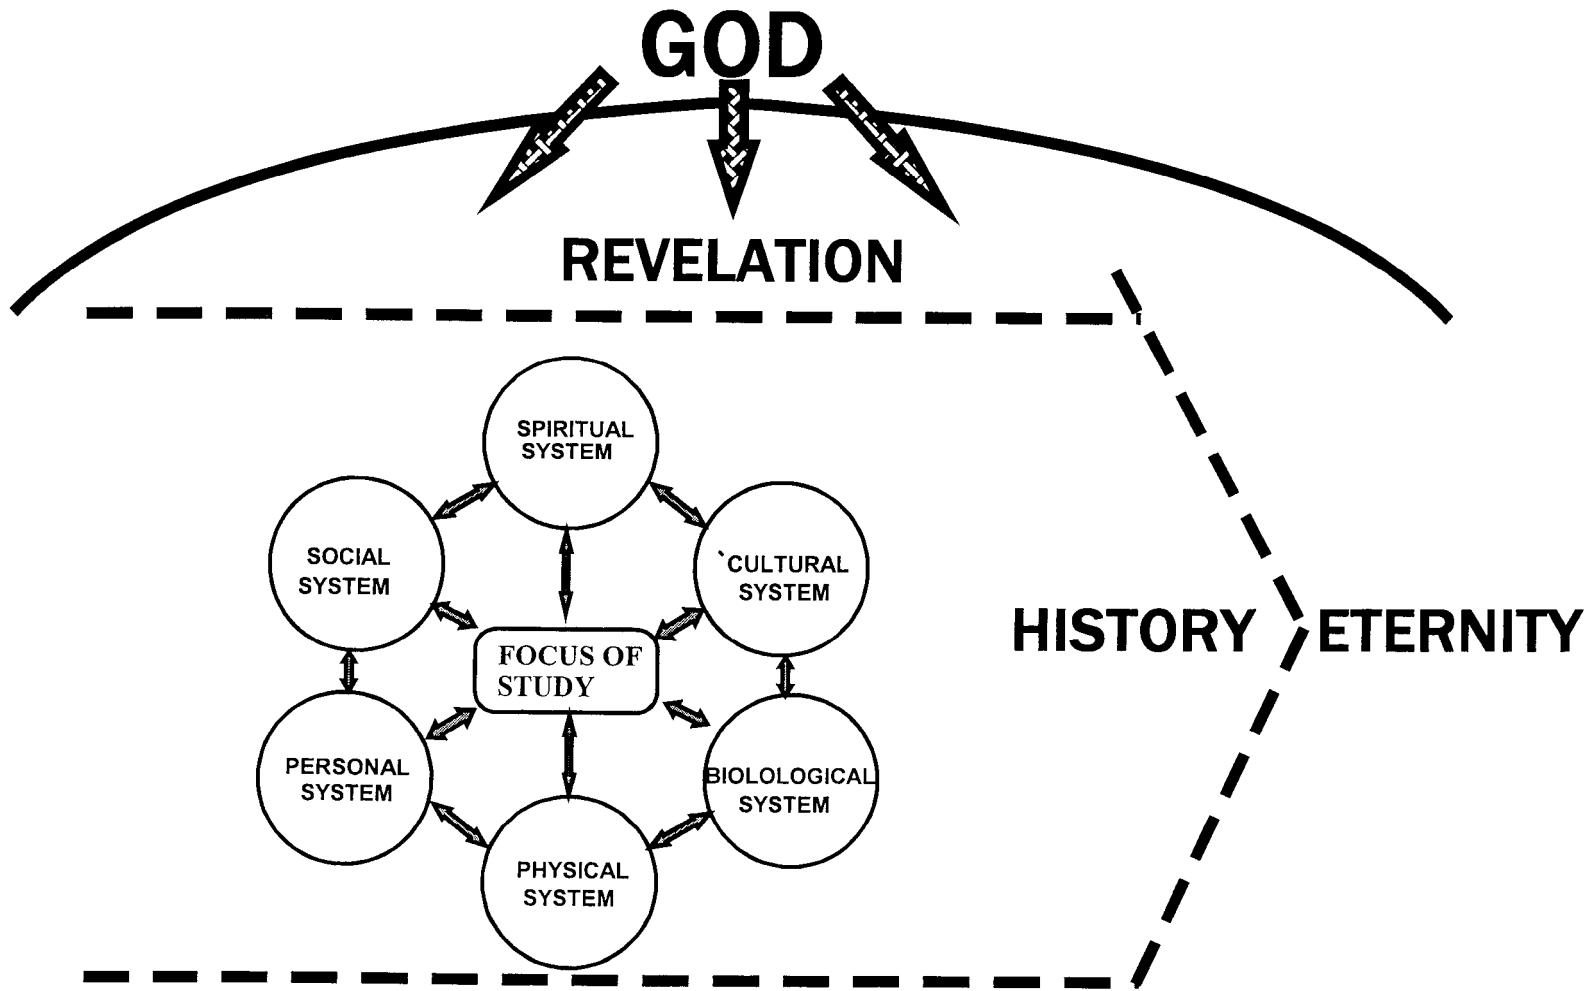 GOD
REVELATION
SPIRITUAL
SYSTEM
SOCIAL
SYSTEM
`CULTURAL
SYSTEM
HISTORY
ETERNITY
FOCUS OF
STUDY
PERSONAL
SYSTEM
BIOLOLOGICAL
SYSTEM
PHYSICAL
SYSTEM